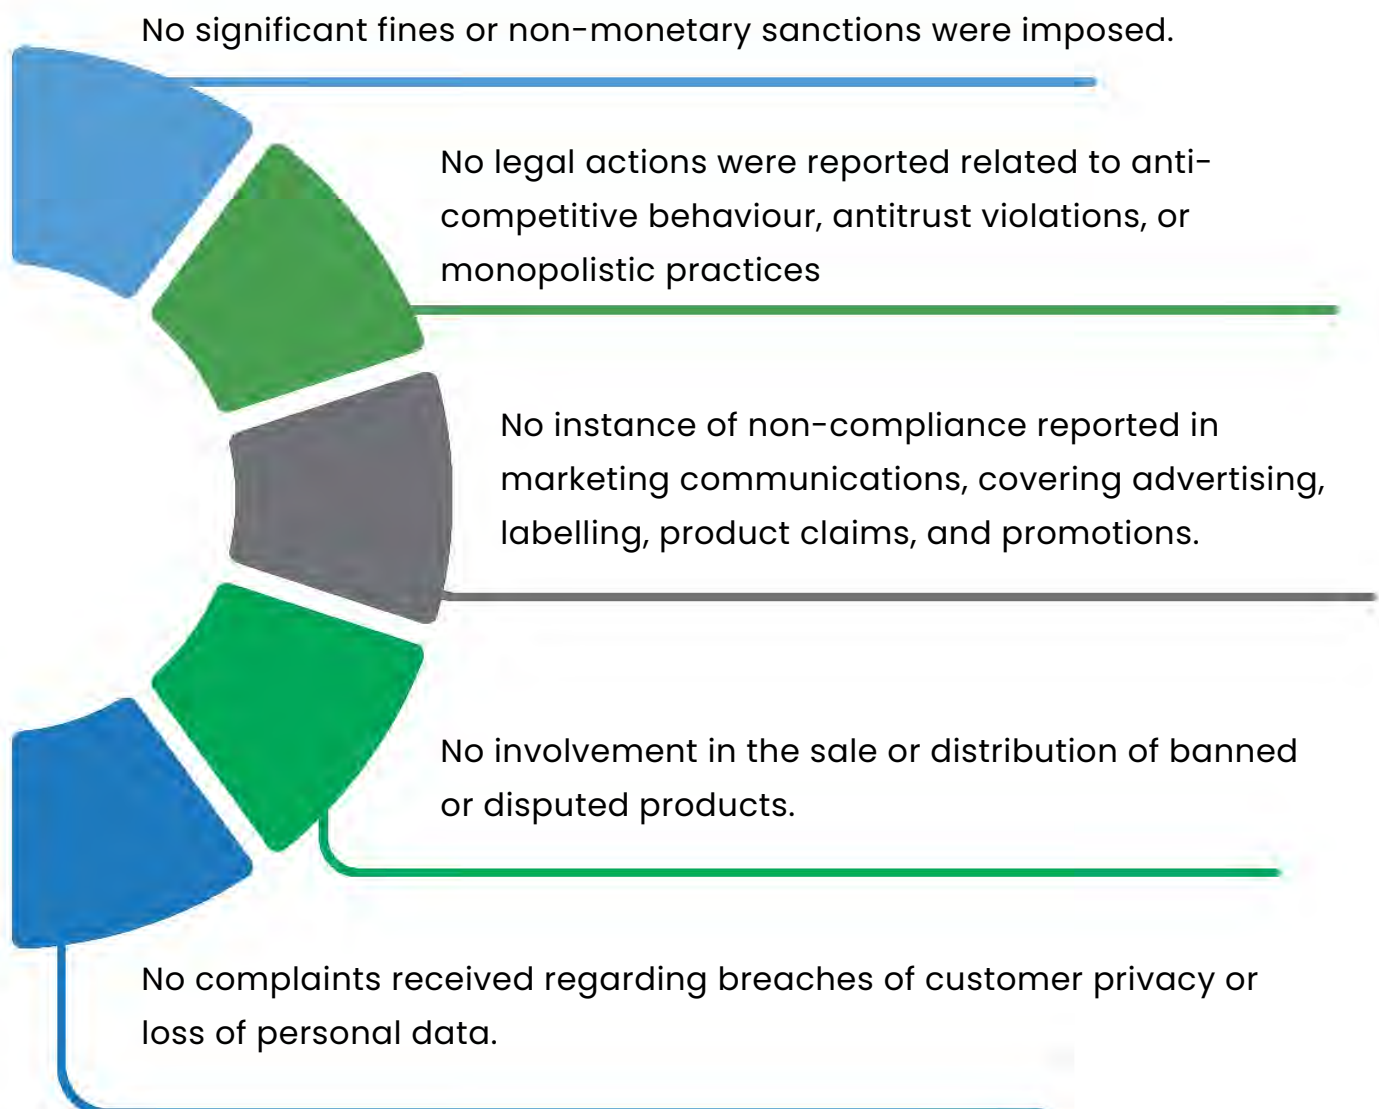 No significant fines or non-monetary sanctions were imposed.
No legal actions were reported related to anti-
competitive behaviour, antitrust violations, or
monopolistic practices
No instance of non-compliance reported in
marketing communications, covering advertising,
labelling, product claims, and promotions.
No involvement in the sale or distribution of banned
or disputed products.
No complaints received regarding breaches of customer privacy or
loss of personal data.